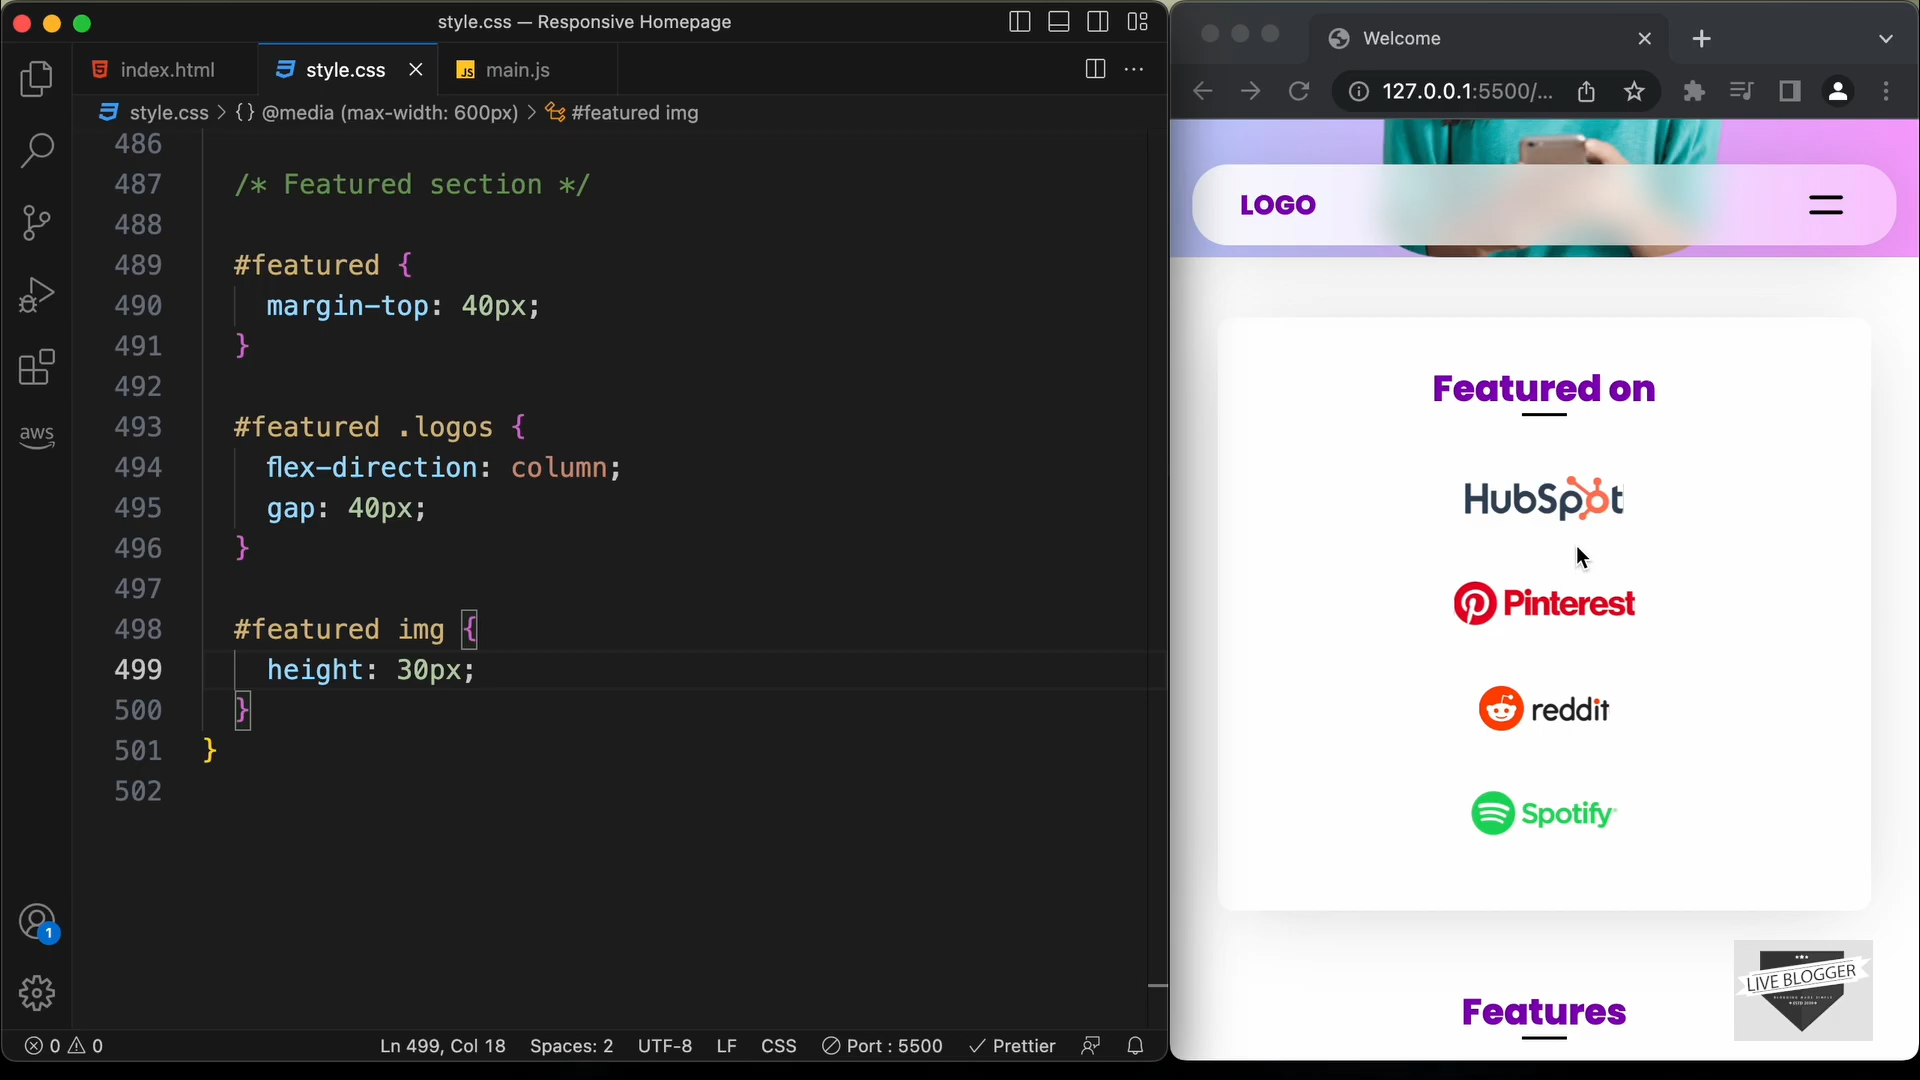 style.css — Responsive Homepage
index.html
style.css
JS main.js
style.css > {} @media (max-width: 600px) > #featured img
486
487 /* Featured section */
488
489 #featured {
490 margin-top: 40px;
491 }
492
493 #featured .logos {
494 flex-direction: column;
495 gap: 40px;
496 }
497
498 #featured img {
499 height: 30px;
500 }
501 }
502
aws
1
0 0
Ln 499, Col 18
Spaces: 2
UTF-8
LF
CSS
Port : 5500
Prettier
Welcome
127.0.0.1:5500/...
LOGO
Featured on
HubSpot
Pinterest
reddit
Spotify
Features
LIVE BLOGGER